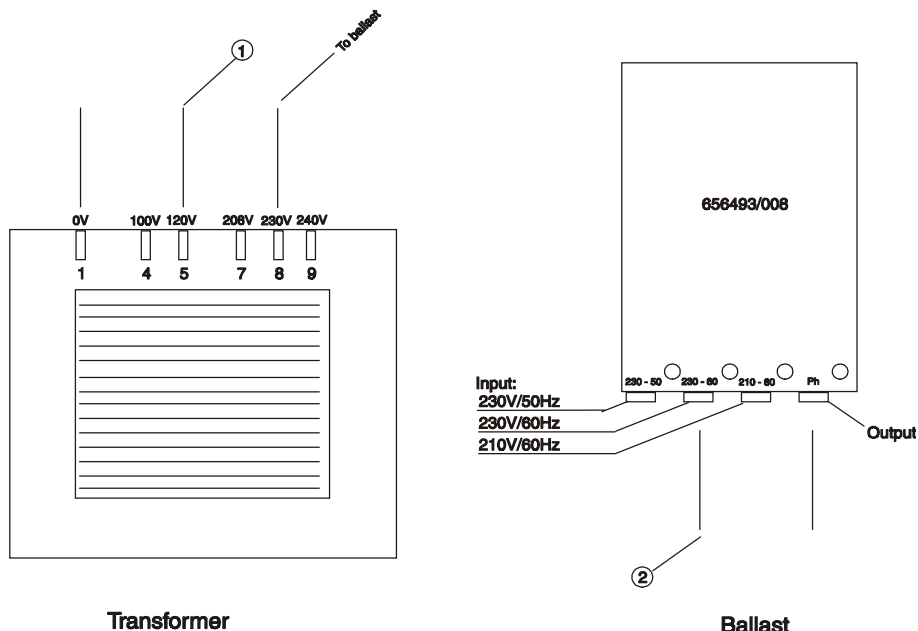 1
To ballast
0V 100V 120V 208V 230V 240V
1 4 5 7 8 9
Transformer
656493/008
230 - 50 230 - 60 210 - 60 Ph
Input:
230V/50Hz
230V/60Hz
210V/60Hz
Output
2
Ballast